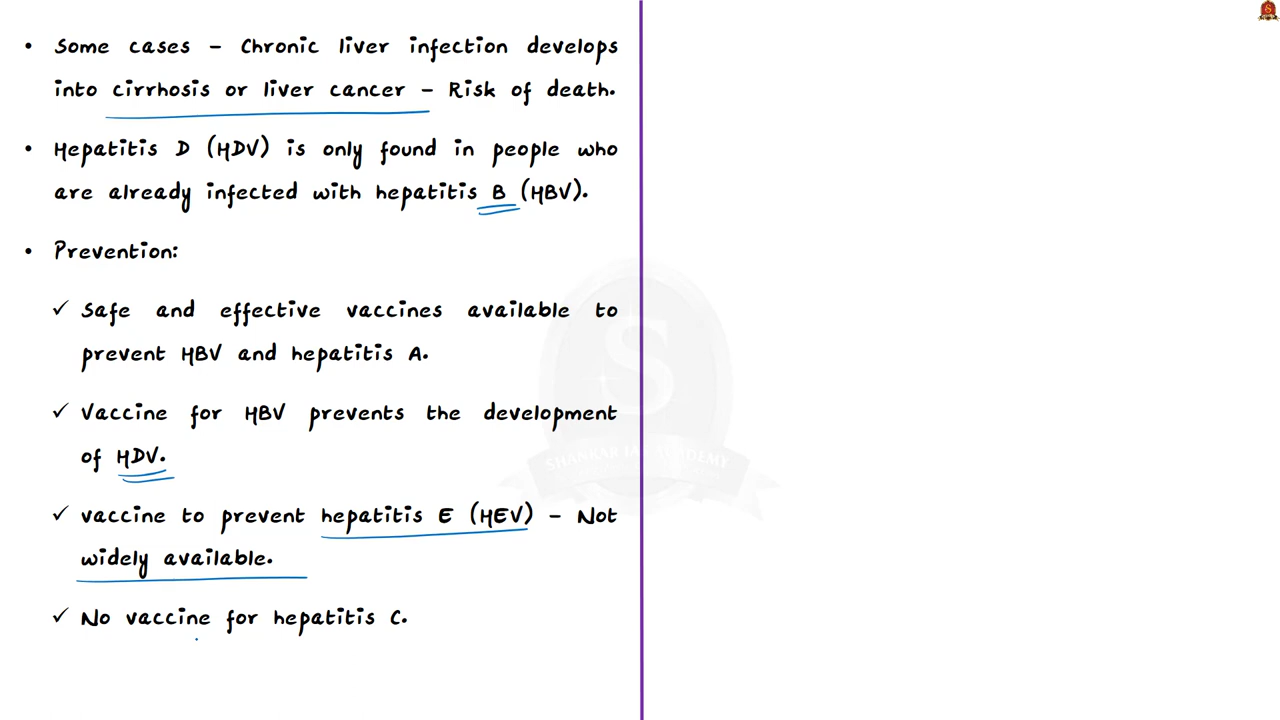 • Some cases – Chronic liver infection develops
into cirrhosis or liver cancer – Risk of death.
• Hepatitis D (HDV) is only found in people who
are already infected with hepatitis B (HBV).
• Prevention:
✓ Safe and effective vaccines available to
prevent HBV and hepatitis A.
✓ Vaccine for HBV prevents the development
of HDV.
✓ vaccine to prevent hepatitis E (HEV) – Not
widely available.
✓ No vaccine for hepatitis C.
S
SHANKAR IAS ACADEMY